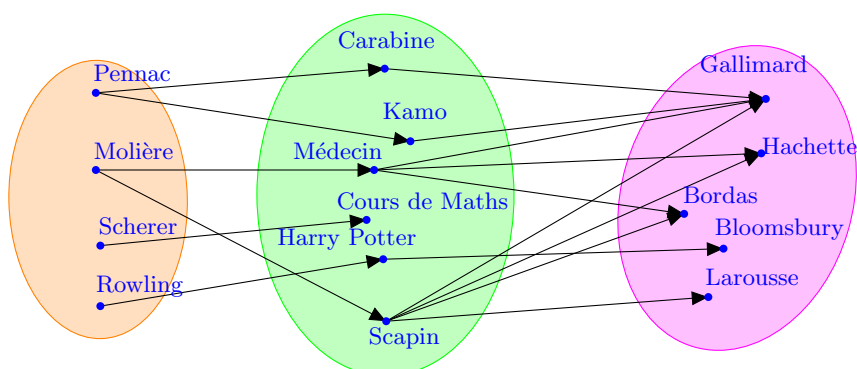 Pennac
Molière
Scherer
Rowling
Carabine
Kamo
Médecin
Cours de Maths
Harry Potter
Scapin
Gallimard
Hachette
Bordas
Bloomsbury
Larousse